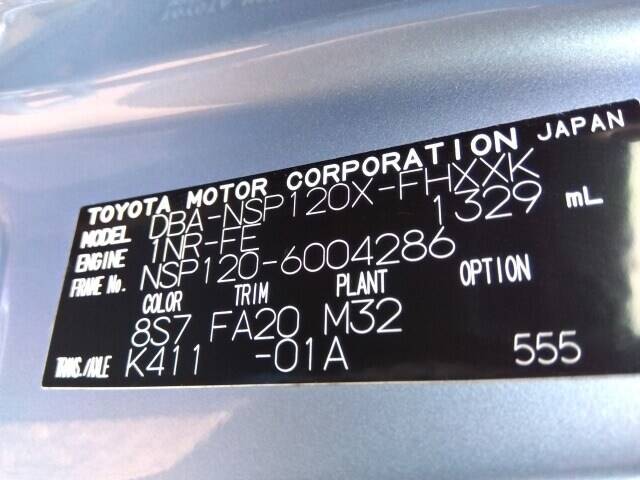 TOYOTA MOTOR CORPORATION JAPAN
MODEL DBA-NSP120X-FHXXK
ENGINE 1NR-FE 1329 mL
FRAME No. NSP120-6004286
COLOR TRIM PLANT OPTION
8S7 FA20 M32
TRANS./AXLE K411 -01A 555